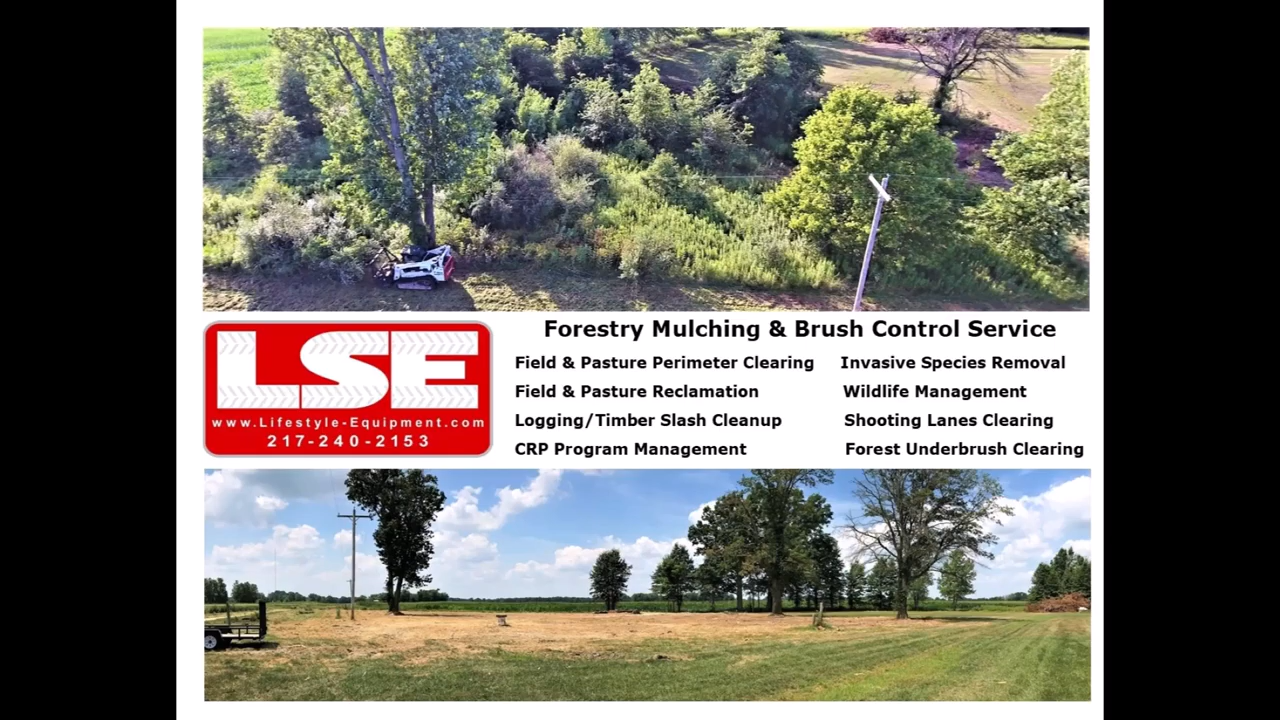 Forestry Mulching & Brush Control Service
LSE
www.Lifestyle-Equipment.com
217-240-2153
Field & Pasture Perimeter Clearing
Field & Pasture Reclamation
Logging/Timber Slash Cleanup
CRP Program Management
Invasive Species Removal
Wildlife Management
Shooting Lanes Clearing
Forest Underbrush Clearing